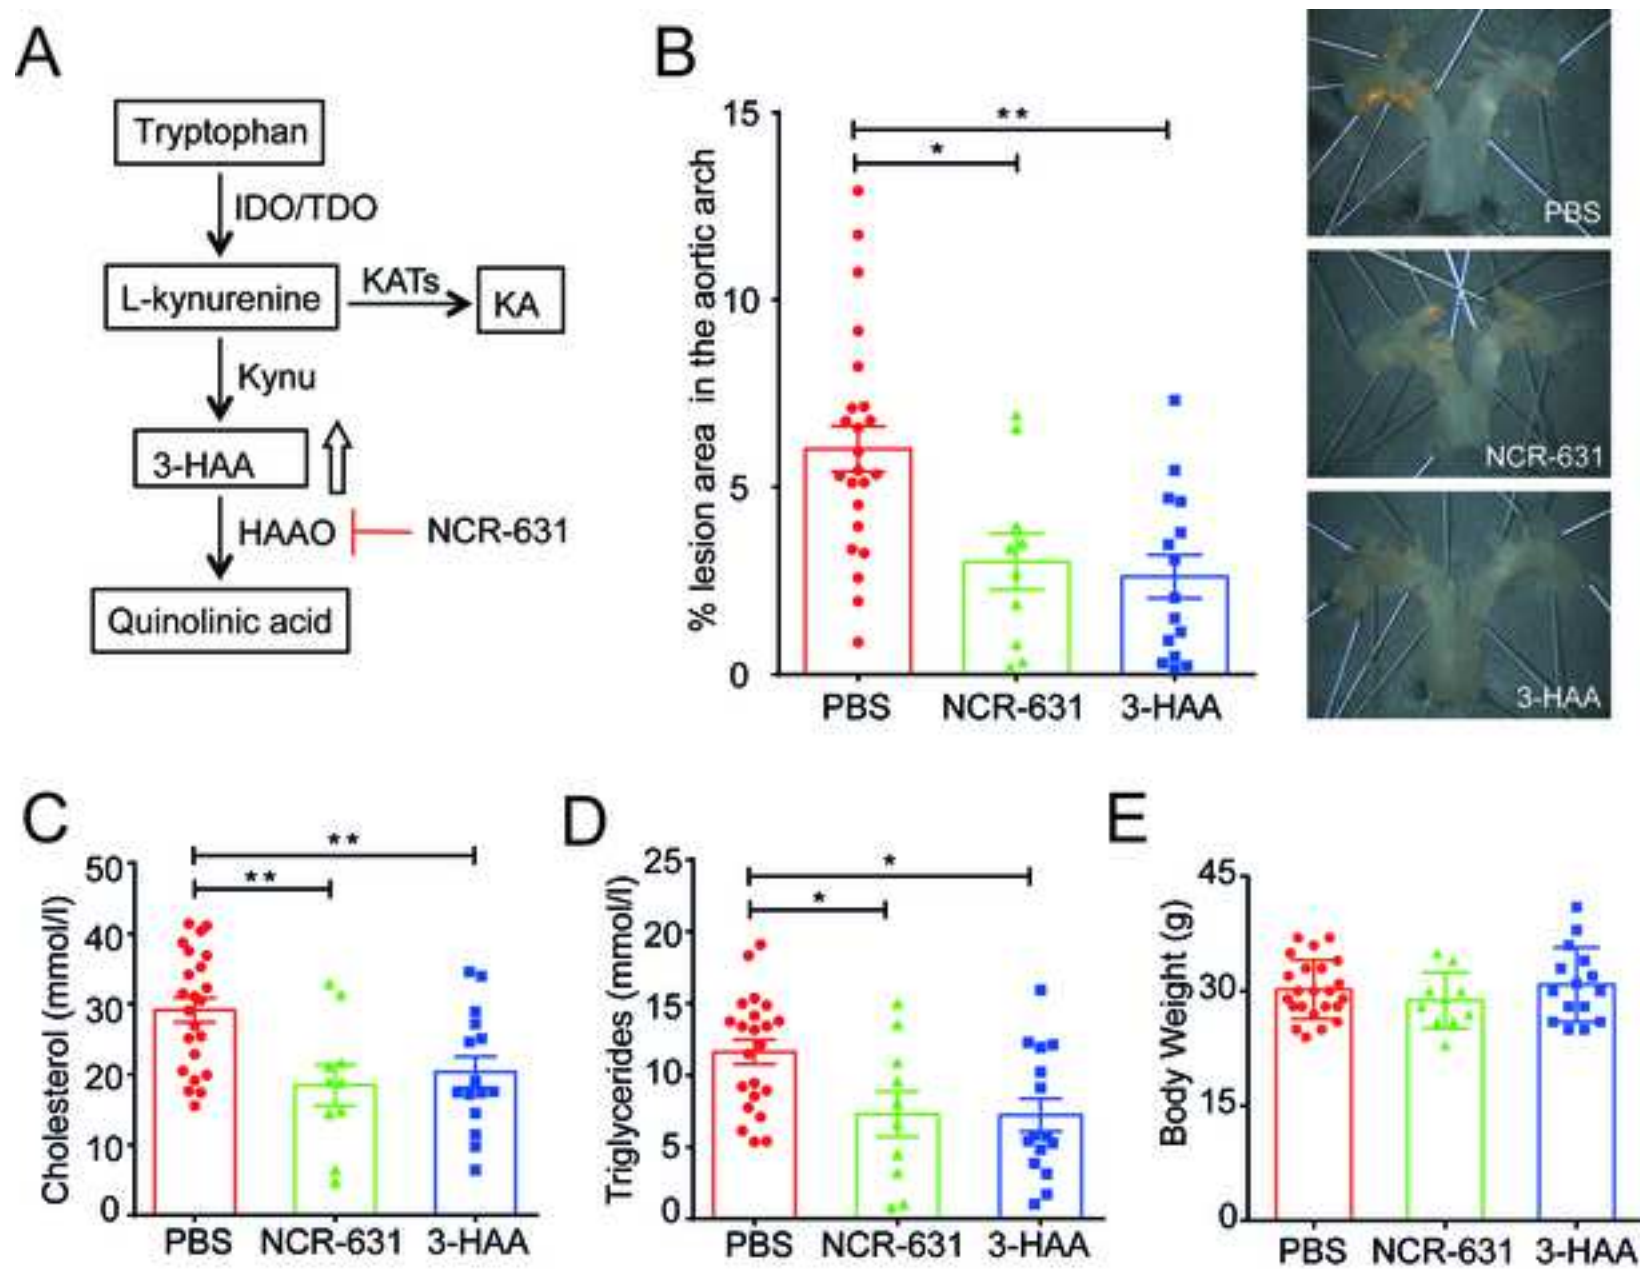 A
Tryptophan
IDO/TDO
L-kynurenine
KATs
KA
Kynu
3-HAA
HAAO
NCR-631
Quinolinic acid
B
% lesion area in the aortic arch
15
10
5
0
**
*
PBS
NCR-631
3-HAA
PBS
NCR-631
3-HAA
C
Cholesterol (mmol/l)
50
40
30
20
10
0
**
**
PBS
NCR-631
3-HAA
D
Triglycerides (mmol/l)
25
20
15
10
5
0
*
*
PBS
NCR-631
3-HAA
E
Body Weight (g)
45
30
15
0
PBS
NCR-631
3-HAA